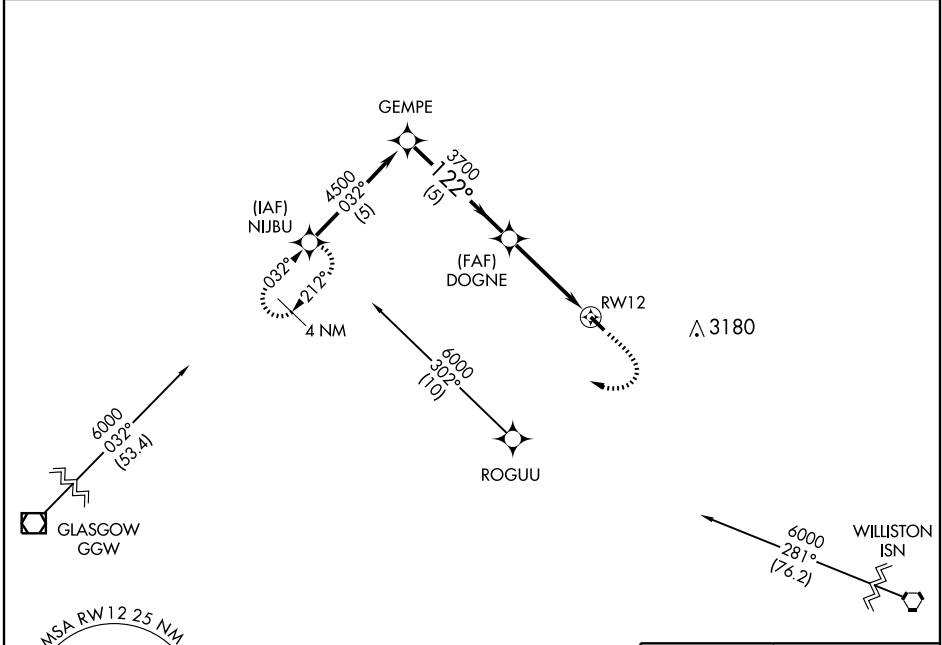 GEMPE
3700
122°
(5)
4500
032°
(5)
(IAF)
NIJBU
(FAF)
DOGNE
032°
212°
4 NM
RW12
3180
6000
302°
(10)
ROGUU
6000
032°
(53.4)
GLASGOW
GGW
6000
281°
(76.2)
WILLISTON
ISN
MSA RW12 25 NM